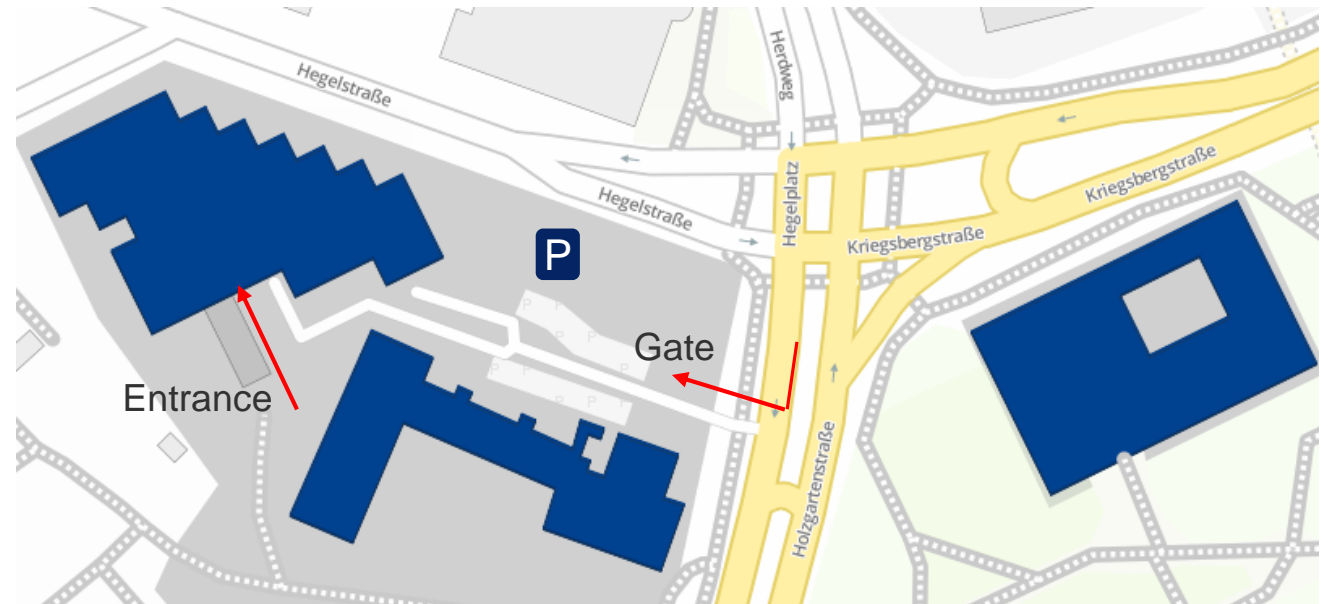 Hegelstraße
Herdweg
Hegelstraße
Hegelplatz
Kriegsbergstraße
Kriegsbergstraße
P
P P
P P
P
P P
Gate
Entrance
Holzgartenstraße